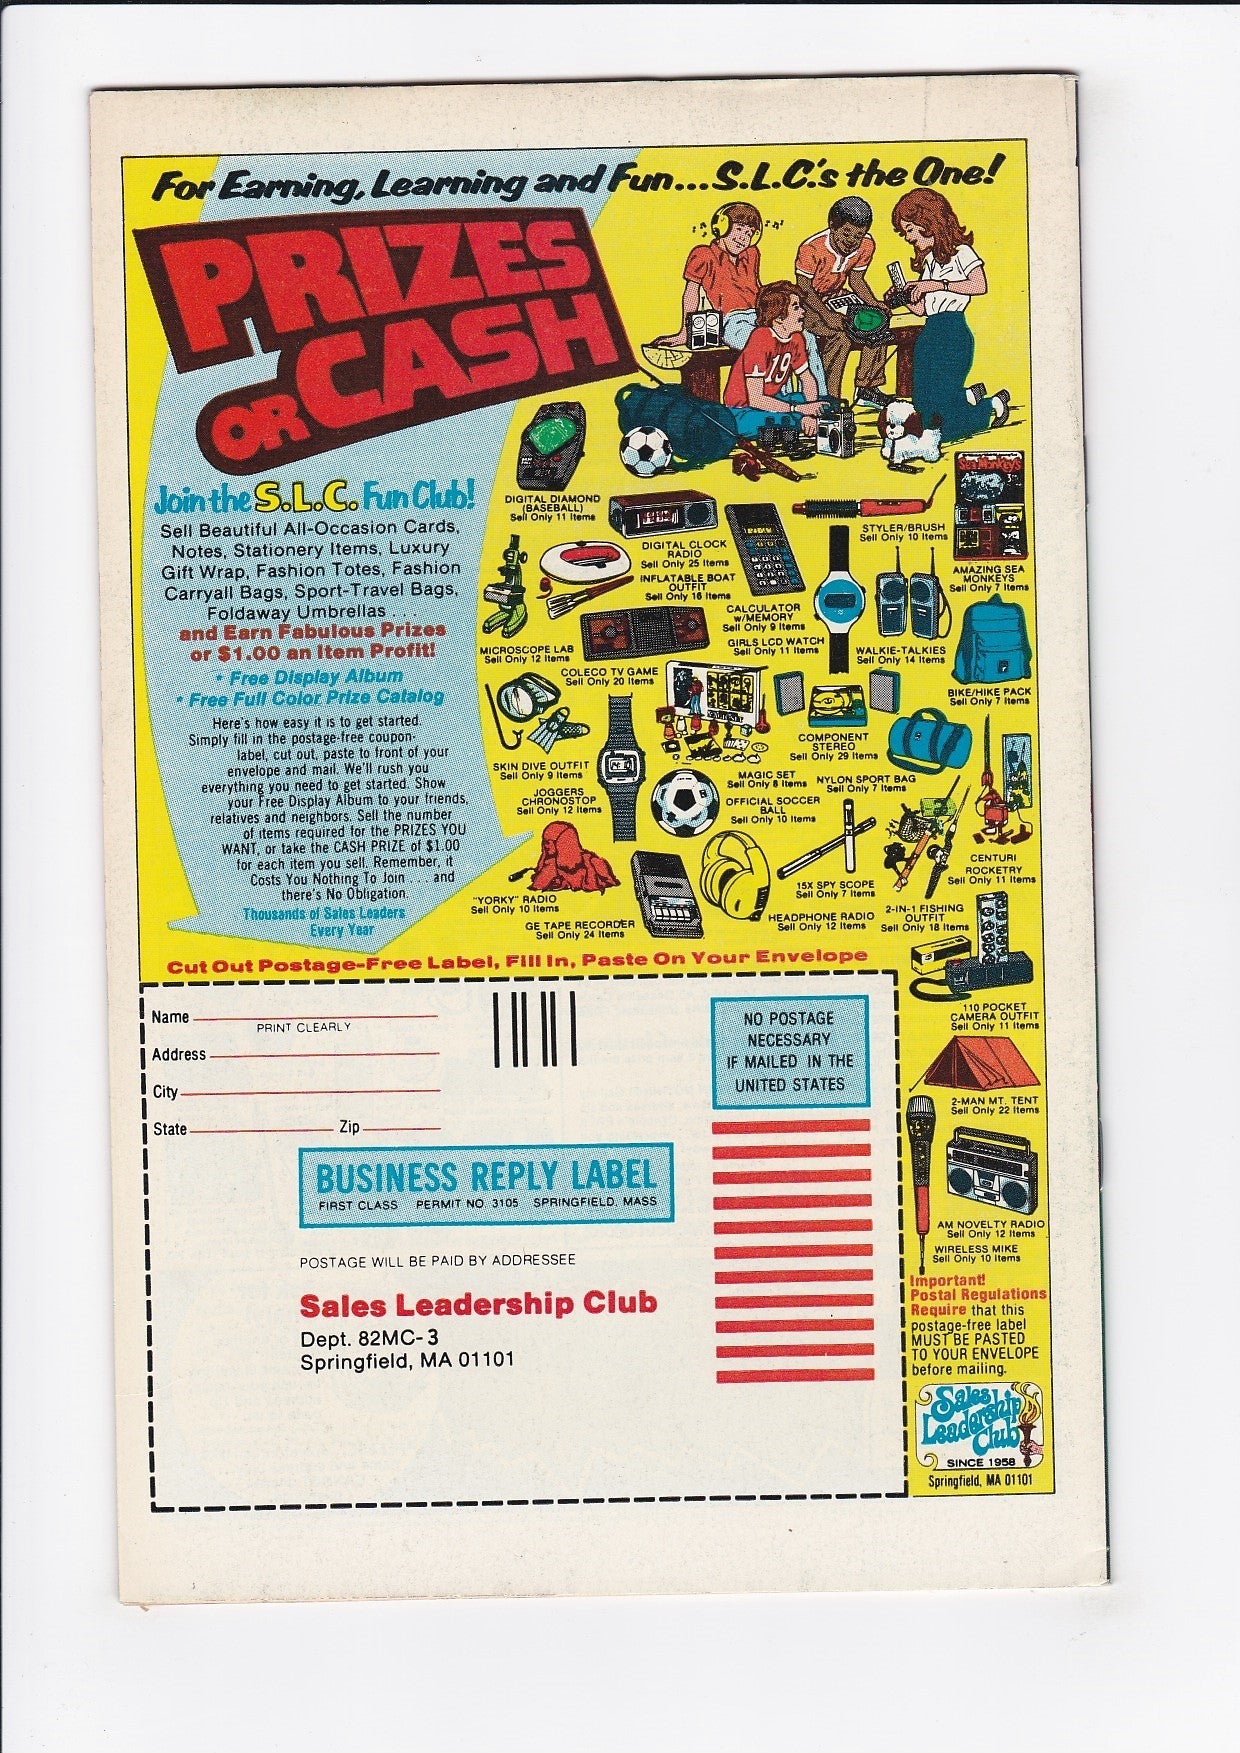 For Earning, Learning and Fun...S.L.C.'s the One!
PRIZES
OR CASH
Join the S.L.C. Fun Club!
Sell Beautiful All-Occasion Cards,
Notes, Stationery Items, Luxury
Gift Wrap, Fashion Totes, Fashion
Carryall Bags, Sport-Travel Bags,
Foldaway Umbrellas . . .
and Earn Fabulous Prizes
or $1.00 an Item Profit!
• Free Display Album
• Free Full Color Prize Catalog
Here's how easy it is to get started.
Simply fill in the postage-free coupon-
label, cut out, paste to front of your
envelope and mail. We'll rush you
everything you need to get started. Show
your Free Display Album to your friends,
relatives and neighbors. Sell the number
of items required for the PRIZES YOU
WANT, or take the CASH PRIZE of $1.00
for each item you sell. Remember, it
Costs You Nothing To Join . . . and
there's No Obligation.
Thousands of Sales Leaders
Every Year
19
DIGITAL DIAMOND
(BASEBALL)
Sell Only 11 Items
DIGITAL CLOCK
RADIO
Sell Only 25 Items
STYLER/BRUSH
Sell Only 10 Items
Sea-Monkeys
AMAZING SEA
MONKEYS
Sell Only 7 Items
INFLATABLE BOAT
OUTFIT
Sell Only 16 Items
CALCULATOR
w/MEMORY
Sell Only 9 Items
GIRLS LCD WATCH
Sell Only 11 Items
WALKIE-TALKIES
Sell Only 14 Items
MICROSCOPE LAB
Sell Only 12 Items
COLECO TV GAME
Sell Only 20 Items
BIKE/HIKE PACK
Sell Only 7 Items
SKIN DIVE OUTFIT
Sell Only 9 Items
COMPONENT
STEREO
Sell Only 29 Items
MAGIC SET
Sell Only 8 Items
NYLON SPORT BAG
Sell Only 7 Items
JOGGERS
CHRONOSTOP
Sell Only 12 Items
OFFICIAL SOCCER
BALL
Sell Only 10 Items
CENTURI
ROCKETRY
Sell Only 11 Items
"YORKY" RADIO
Sell Only 10 Items
15X SPY SCOPE
Sell Only 7 Items
GE TAPE RECORDER
Sell Only 24 Items
HEADPHONE RADIO
Sell Only 12 Items
2-IN-1 FISHING
OUTFIT
Sell Only 18 Items
110 POCKET
CAMERA OUTFIT
Sell Only 11 Items
2-MAN MT. TENT
Sell Only 22 Items
AM NOVELTY RADIO
Sell Only 12 Items
WIRELESS MIKE
Sell Only 10 Items
Important!
Postal Regulations
Require that this
postage-free label
MUST BE PASTED
TO YOUR ENVELOPE
before mailing.
Sales
Leadership
Club
SINCE 1958
Springfield, MA 01101
Cut Out Postage-Free Label, Fill In, Paste On Your Envelope
Name
PRINT CLEARLY
Address
City
State Zip
NO POSTAGE
NECESSARY
IF MAILED IN THE
UNITED STATES
BUSINESS REPLY LABEL
FIRST CLASS PERMIT NO. 3105 SPRINGFIELD, MASS
POSTAGE WILL BE PAID BY ADDRESSEE
Sales Leadership Club
Dept. 82MC-3
Springfield, MA 01101